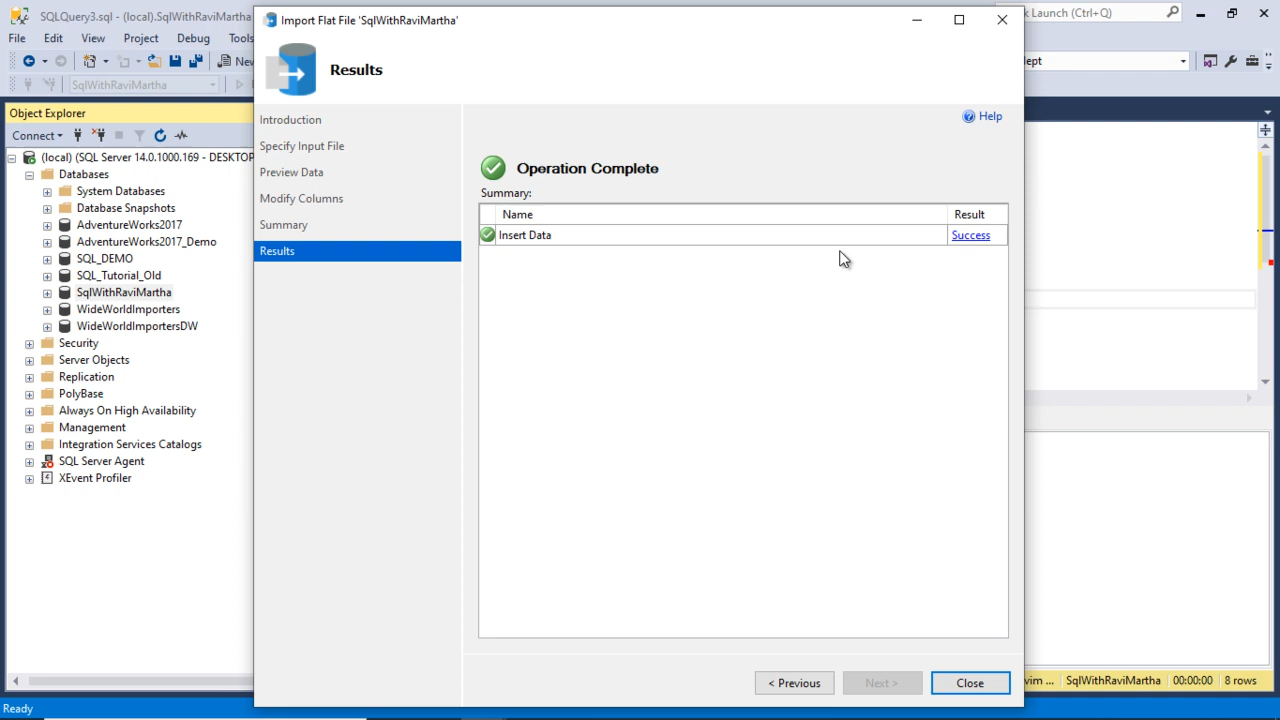 SQLQuery3.sql - (local).SqlWithRaviMartha
Import Flat File 'SqlWithRaviMartha'
Launch (Ctrl+Q)
File Edit View Project Debug Tools
New
SqlWithRaviMartha
Results
Object Explorer
Connect
(local) (SQL Server 14.0.1000.169 - DESKTOP
Databases
System Databases
Database Snapshots
AdventureWorks2017
AdventureWorks2017_Demo
SQL_DEMO
SQL_Tutorial_Old
SqlWithRaviMartha
WideWorldImporters
WideWorldImportersDW
Security
Server Objects
Replication
PolyBase
Always On High Availability
Management
Integration Services Catalogs
SQL Server Agent
XEvent Profiler
Introduction
Specify Input File
Preview Data
Modify Columns
Summary
Results
Help
Operation Complete
Summary:
Name Result
Insert Data Success
< Previous Next > Close
vim ... SqlWithRaviMartha 00:00:00 8 rows
Ready